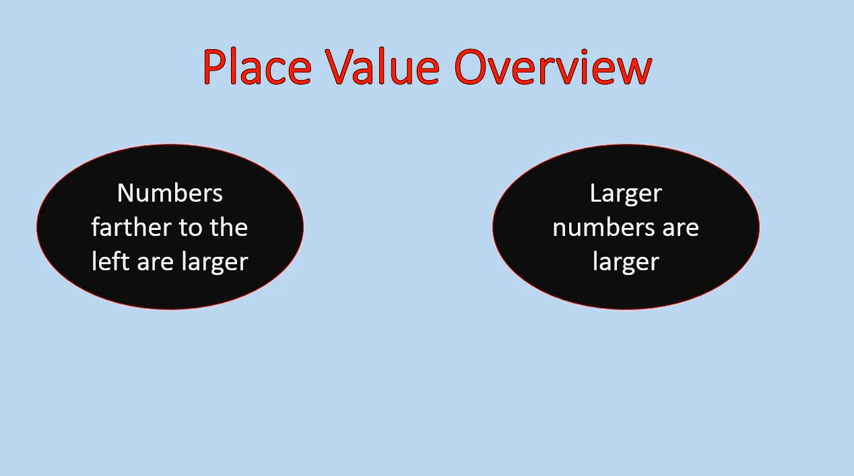 Place Value Overview
Numbers
farther to the
left are larger
Larger
numbers are
larger